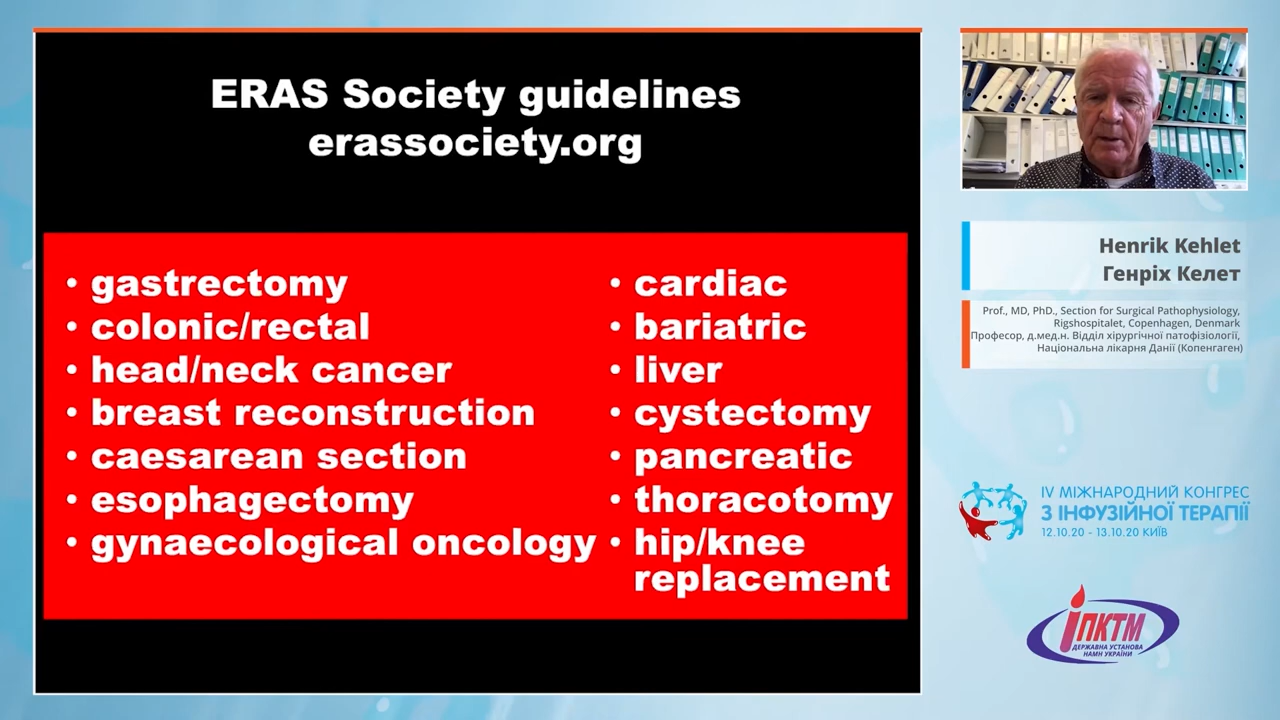 ERAS Society guidelines
erassociety.org
• gastrectomy
• colonic/rectal
• head/neck cancer
• breast reconstruction
• caesarean section
• esophagectomy
• gynaecological oncology
• cardiac
• bariatric
• liver
• cystectomy
• pancreatic
• thoracotomy
• hip/knee
replacement
Henrik Kehlet
Генріх Келет
Prof., MD, PhD., Section for Surgical Pathophysiology,
Rigshospitalet, Copenhagen, Denmark
Професор, д.мед.н. Відділ хірургічної патофізіології,
Національна лікарня Данії (Копенгаген)
IV МІЖНАРОДНИЙ КОНГРЕС
З ІНФУЗІЙНОЇ ТЕРАПІЇ
12.10.20 - 13.10.20 КИЇВ
ІПКТМ
ДЕРЖАВНА УСТАНОВА
НАМН УКРАЇНИ